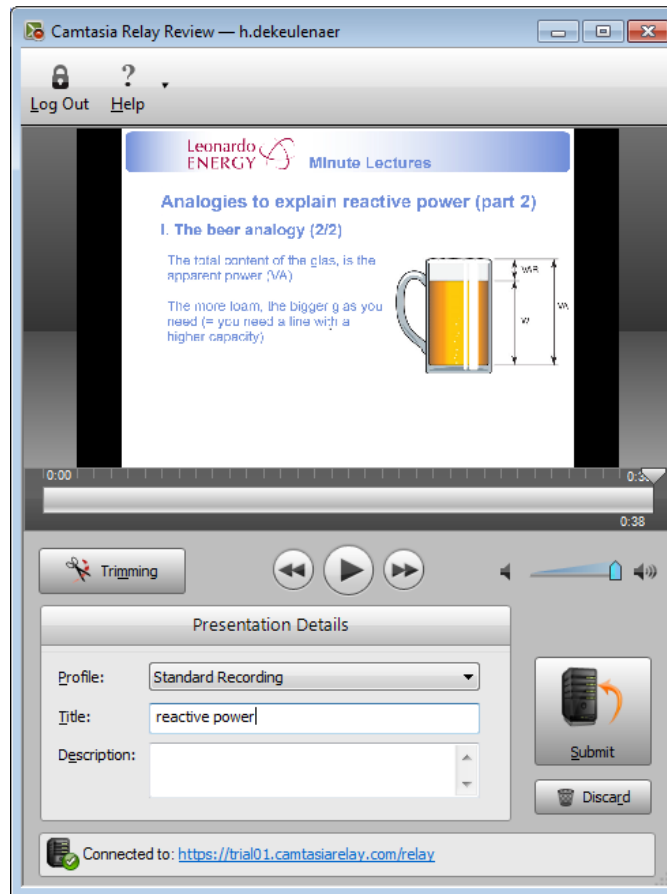 Camtasia Relay Review — h.dekeulenaer
Log Out Help
Leonardo
ENERGY Minute Lectures
Analogies to explain reactive power (part 2)
I. The beer analogy (2/2)
The total content of the glas, is the
apparent power (VA)
The more foam, the bigger glas you
need (= you need a line with a
higher capacity)
VAR
W
VA
0:00
0:38
Trimming
Presentation Details
Profile: Standard Recording
Title: reactive power
Description:
Submit
Discard
Connected to: https://trial01.camtasiarelay.com/relay